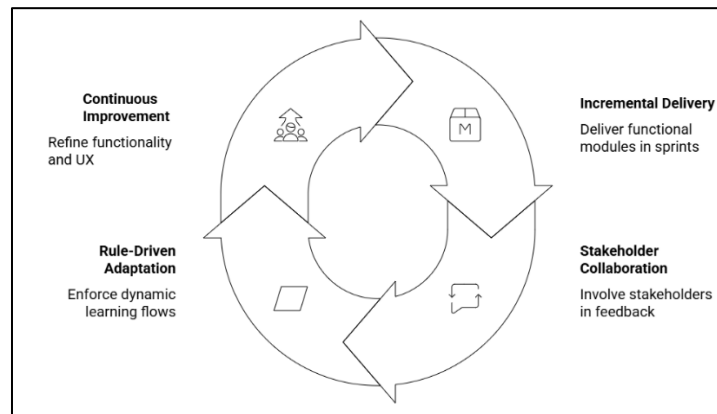 Continuous
Improvement
Refine functionality
and UX
M
Incremental Delivery
Deliver functional
modules in sprints
Rule-Driven
Adaptation
Enforce dynamic
learning flows
Stakeholder
Collaboration
Involve stakeholders
in feedback